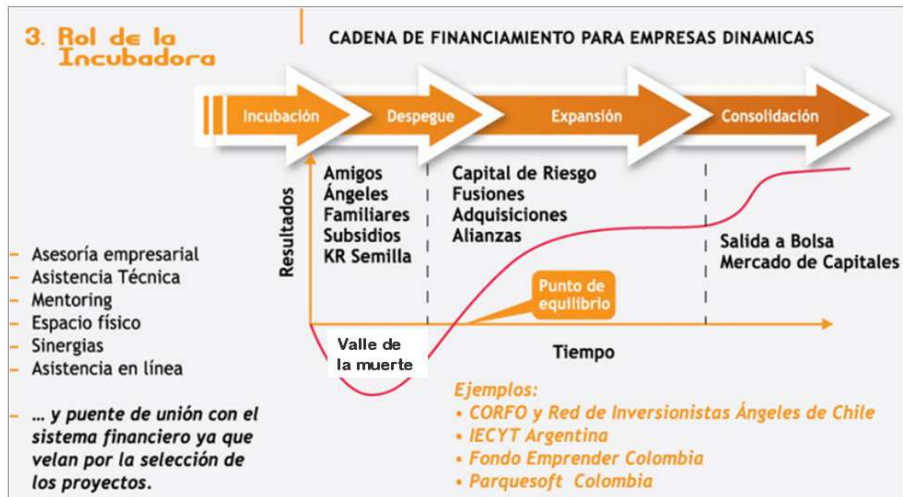 3. Rol de la
Incubadora
CADENA DE FINANCIAMIENTO PARA EMPRESAS DINAMICAS
Incubación
Despegue
Expansión
Consolidación
Resultados
Amigos
Ángeles
Familiares
Subsidios
KR Semilla
Capital de Riesgo
Fusiones
Adquisiciones
Alianzas
Salida a Bolsa
Mercado de Capitales
Punto de
equilibrio
Valle de
la muerte
Tiempo
– Asesoría empresarial
– Asistencia Técnica
– Mentoring
– Espacio físico
– Sinergias
– Asistencia en línea
– ... y puente de unión con el
sistema financiero ya que
velan por la selección de
los proyectos.
Ejemplos:
• CORFO y Red de Inversionistas Ángeles de Chile
• IECYT Argentina
• Fondo Emprender Colombia
• Parquesoft Colombia